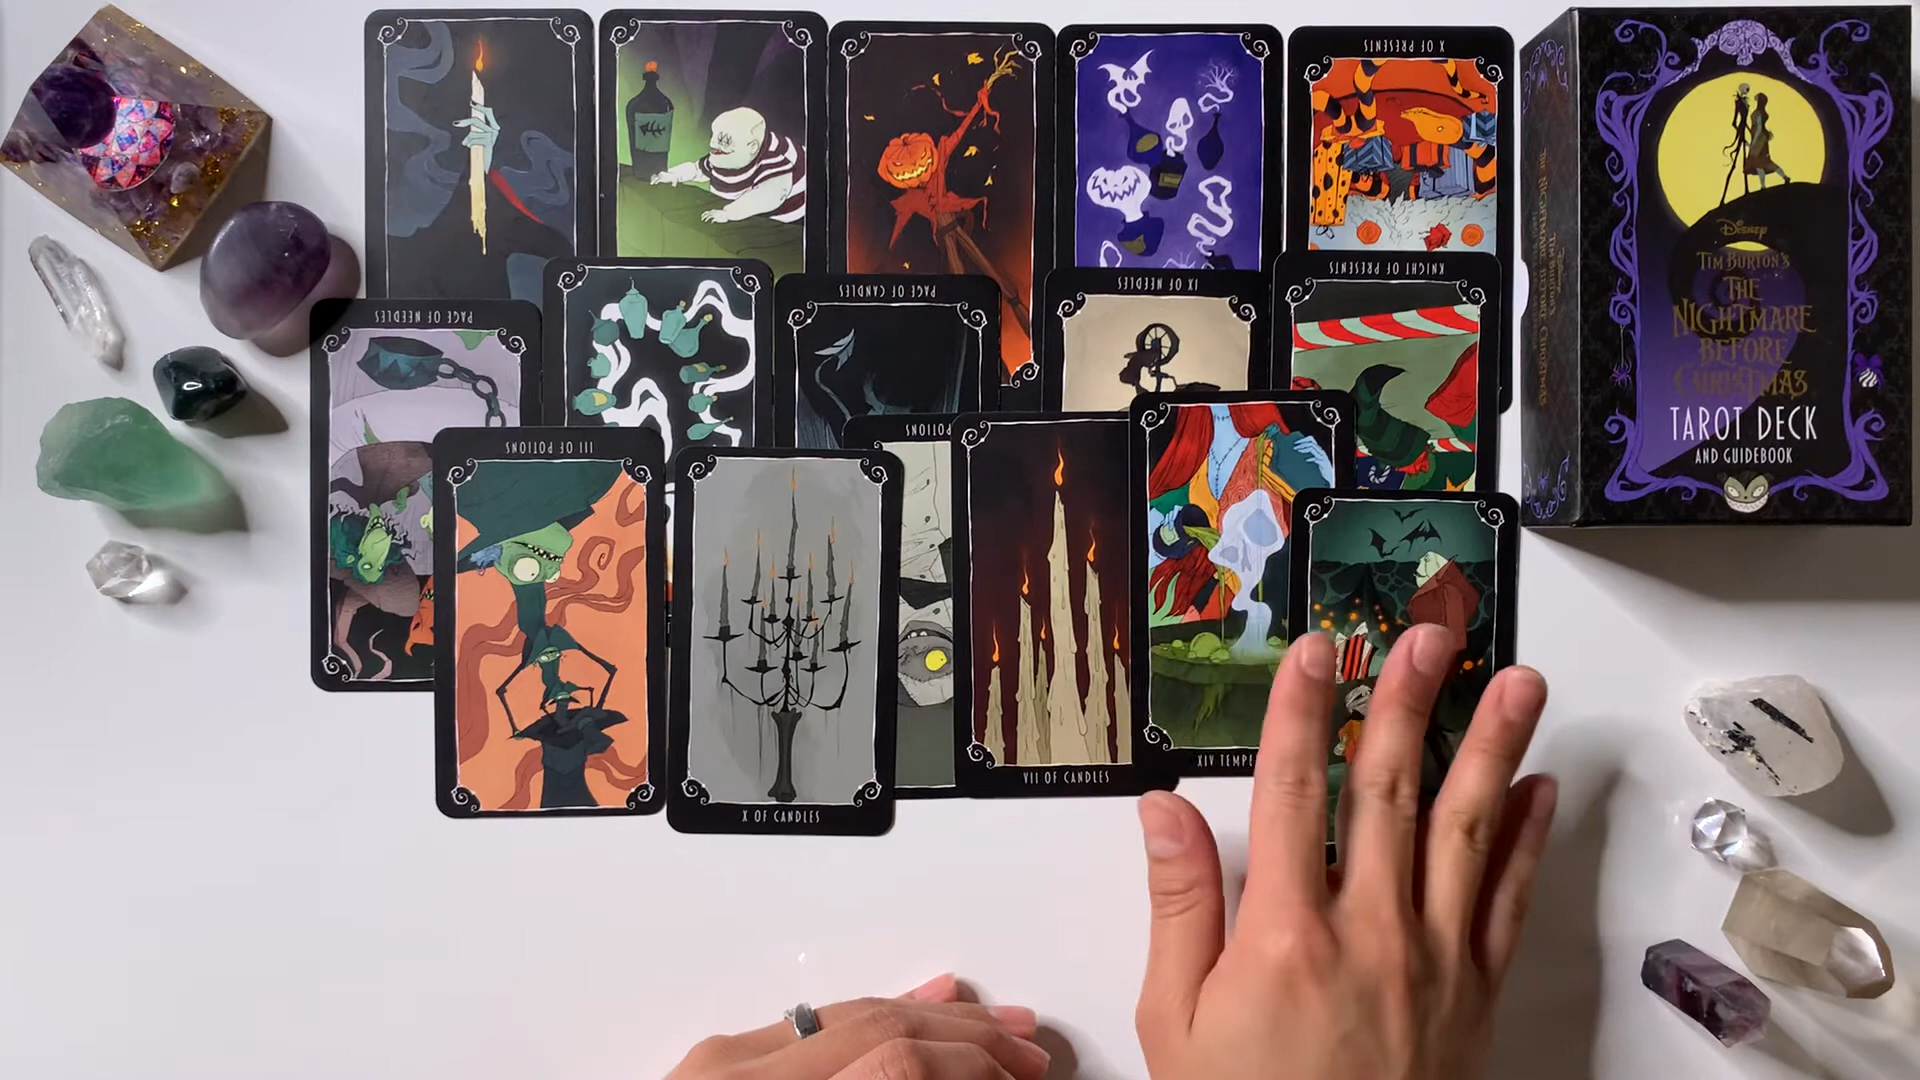 X OF PRESENTS
PAGE OF CANDLES
IX OF NEEDLES
KNIGHT OF PRESENTS
PAGE OF NEEDLES
III OF POTIONS
POTIONS
VII OF CANDLES
XIV TEMPE
X OF CANDLES
Disney
TIM BURTON'S
THE
NIGHTMARE
BEFORE
CHRISTMAS
TAROT DECK
AND GUIDEBOOK